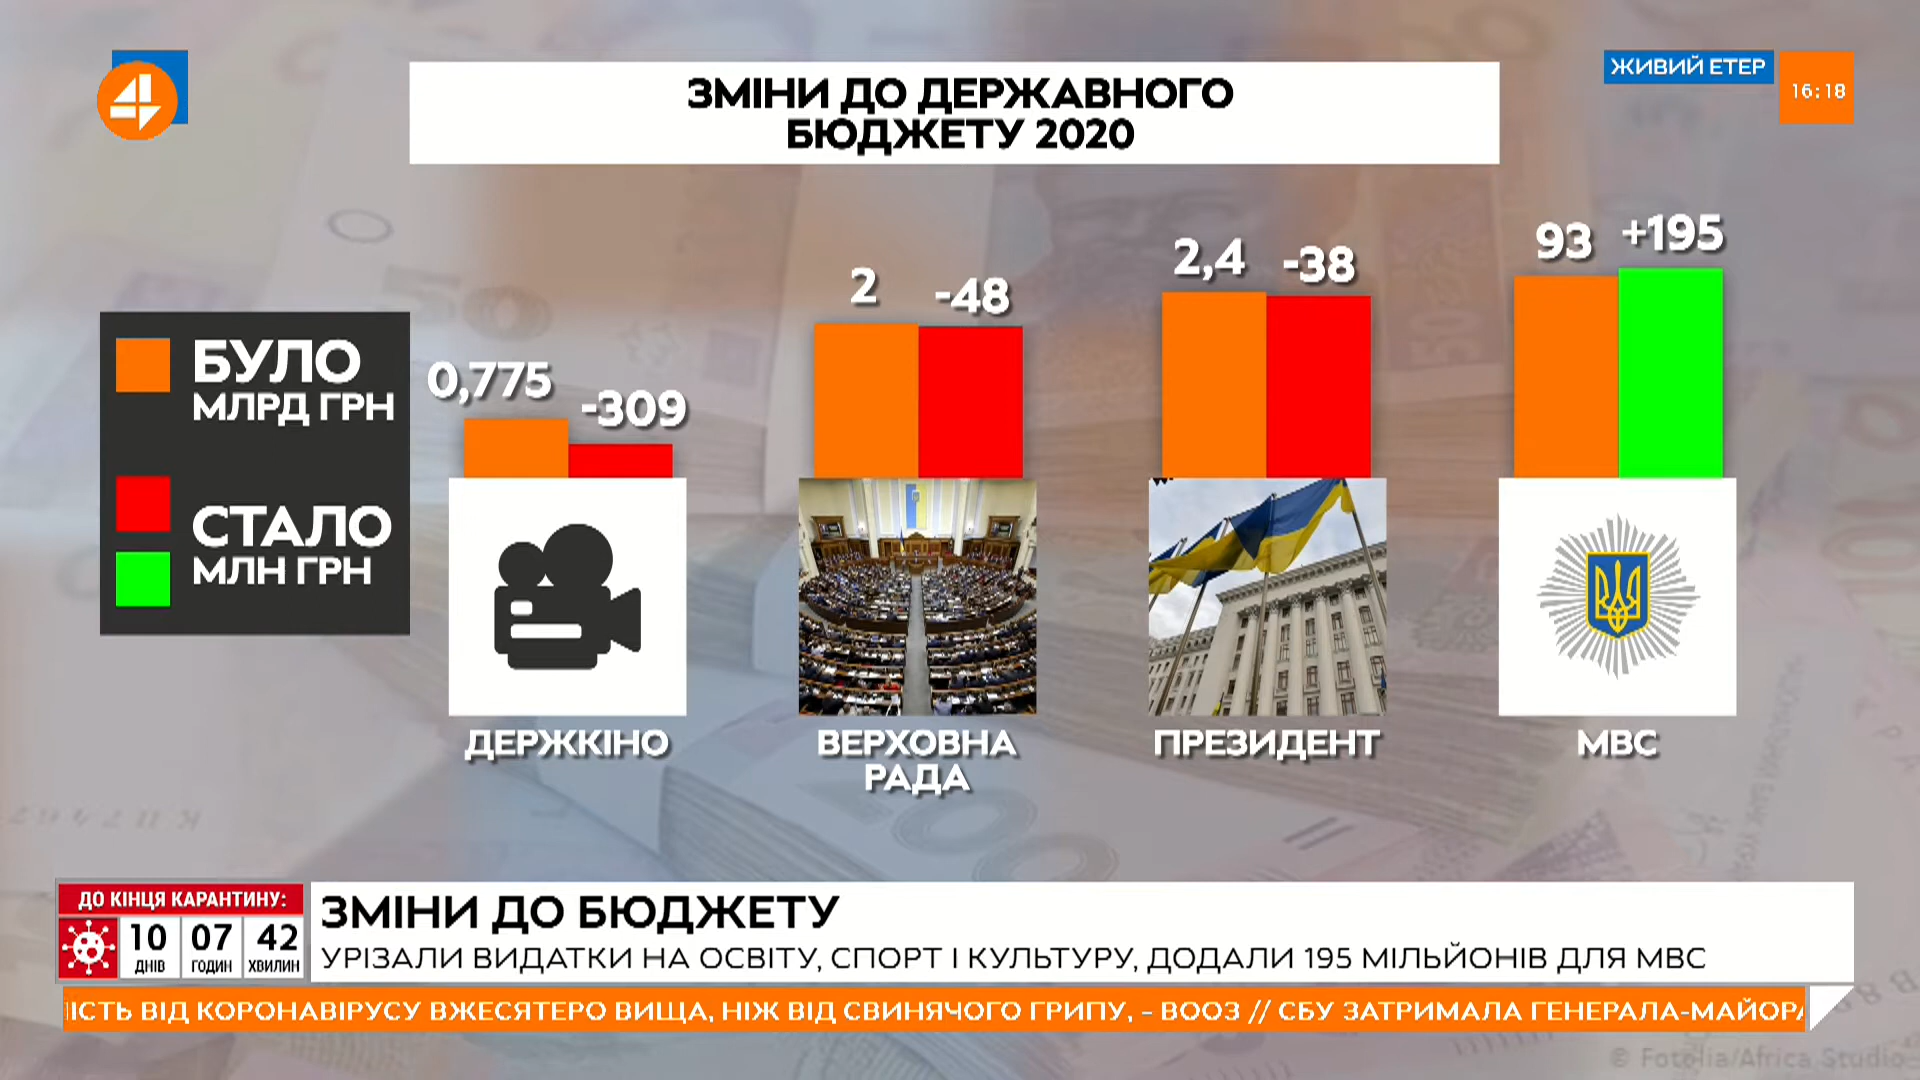 ЗМІНИ ДО ДЕРЖАВНОГО
БЮДЖЕТУ 2020
ЖИВИЙ ЕТЕР
16:18
БУЛО
МЛРД ГРН
СТАЛО
МЛН ГРН
0,775
-309
2
-48
2,4
-38
93
+195
ДЕРЖКІНО
ВЕРХОВНА
РАДА
ПРЕЗИДЕНТ
МВС
ДО КІНЦЯ КАРАНТИНУ:
10 07 42
ДНІВ ГОДИН ХВИЛИН
ЗМІНИ ДО БЮДЖЕТУ
УРІЗАЛИ ВИДАТКИ НА ОСВІТУ, СПОРТ І КУЛЬТУРУ, ДОДАЛИ 195 МІЛЬЙОНІВ ДЛЯ МВС
ІСТЬ ВІД КОРОНАВІРУСУ ВЖЕСЯТЕРО ВИЩА, НІЖ ВІД СВИНЯЧОГО ГРИПУ, - ВООЗ // СБУ ЗАТРИМАЛА ГЕНЕРАЛА-МАЙОРА
© Fotolia/Africa Studio